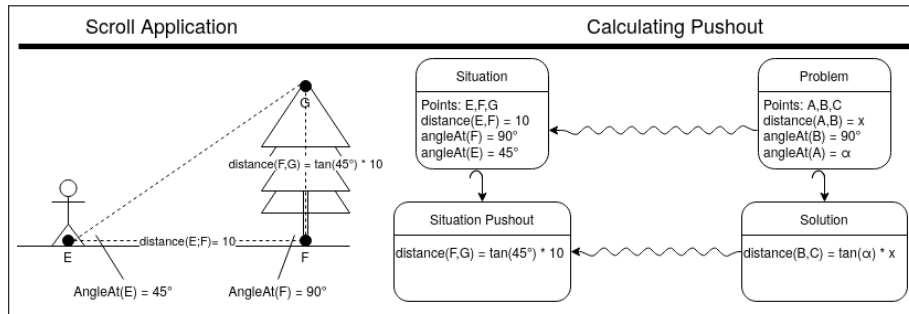 Scroll Application
Calculating Pushout
G
distance(F,G) = tan(45°) * 10
distance(E;F)= 10
E
F
AngleAt(E) = 45°
AngleAt(F) = 90°
Situation
Points: E,F,G
distance(E,F) = 10
angleAt(F) = 90°
angleAt(E) = 45°
Problem
Points: A,B,C
distance(A,B) = x
angleAt(B) = 90°
angleAt(A) = α
Situation Pushout
distance(F,G) = tan(45°) * 10
Solution
distance(B,C) = tan(α) * x